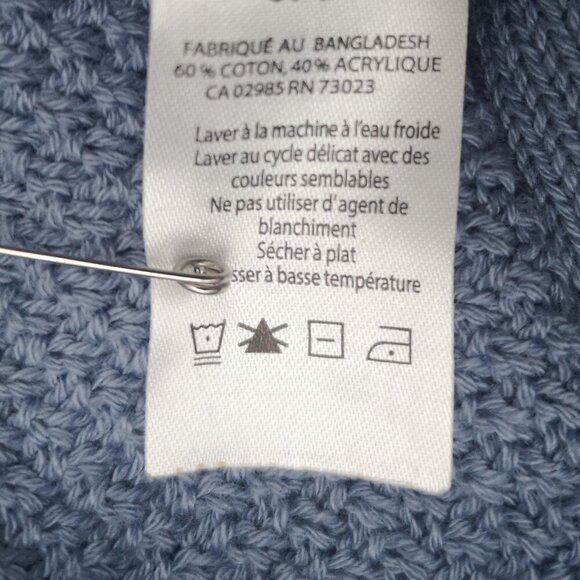 FABRIQUÉ AU BANGLADESH
60 % COTON, 40 % ACRYLIQUE
CA 02985 RN 73023
Laver à la machine à l'eau froide
Laver au cycle délicat avec des
couleurs semblables
Ne pas utiliser d'agent de
blanchiment
Sécher à plat
à basse température